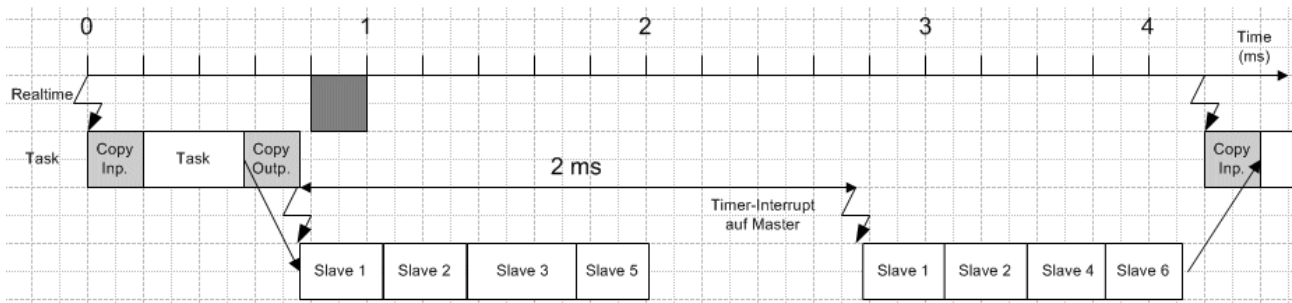 0 1 2 3 4
Time
(ms)
Realtime
Task
Copy
Inp.
Task
Copy
Outp.
2 ms
Copy
Inp.
Timer-Interrupt
auf Master
Slave 1 Slave 2 Slave 3 Slave 5 Slave 1 Slave 2 Slave 4 Slave 6